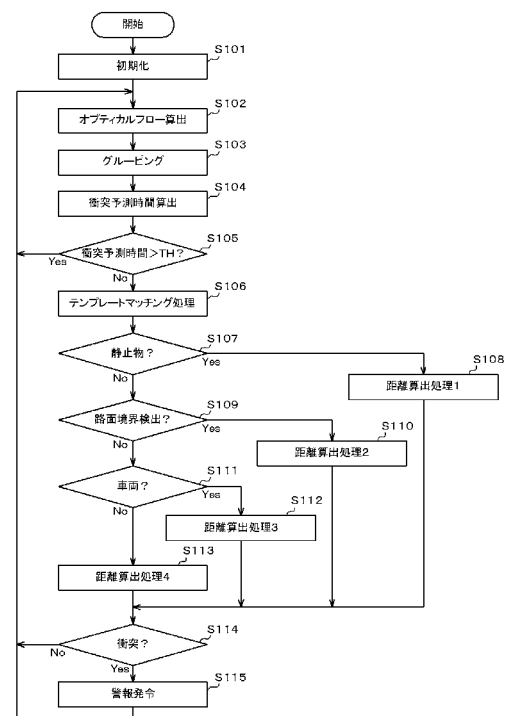 開始
S101
初期化
S102
オプティカルフロー算出
S103
グルーピング
S104
衝突予測時間算出
S105
衝突予測時間＞TH？
Yes
No
S106
テンプレートマッチング処理
S107
静止物？
Yes
No
S108
距離算出処理1
S109
路面境界検出？
Yes
No
S110
距離算出処理2
S111
車両？
Yes
No
S112
距離算出処理3
S113
距離算出処理4
S114
衝突？
No
Yes
S115
警報発令